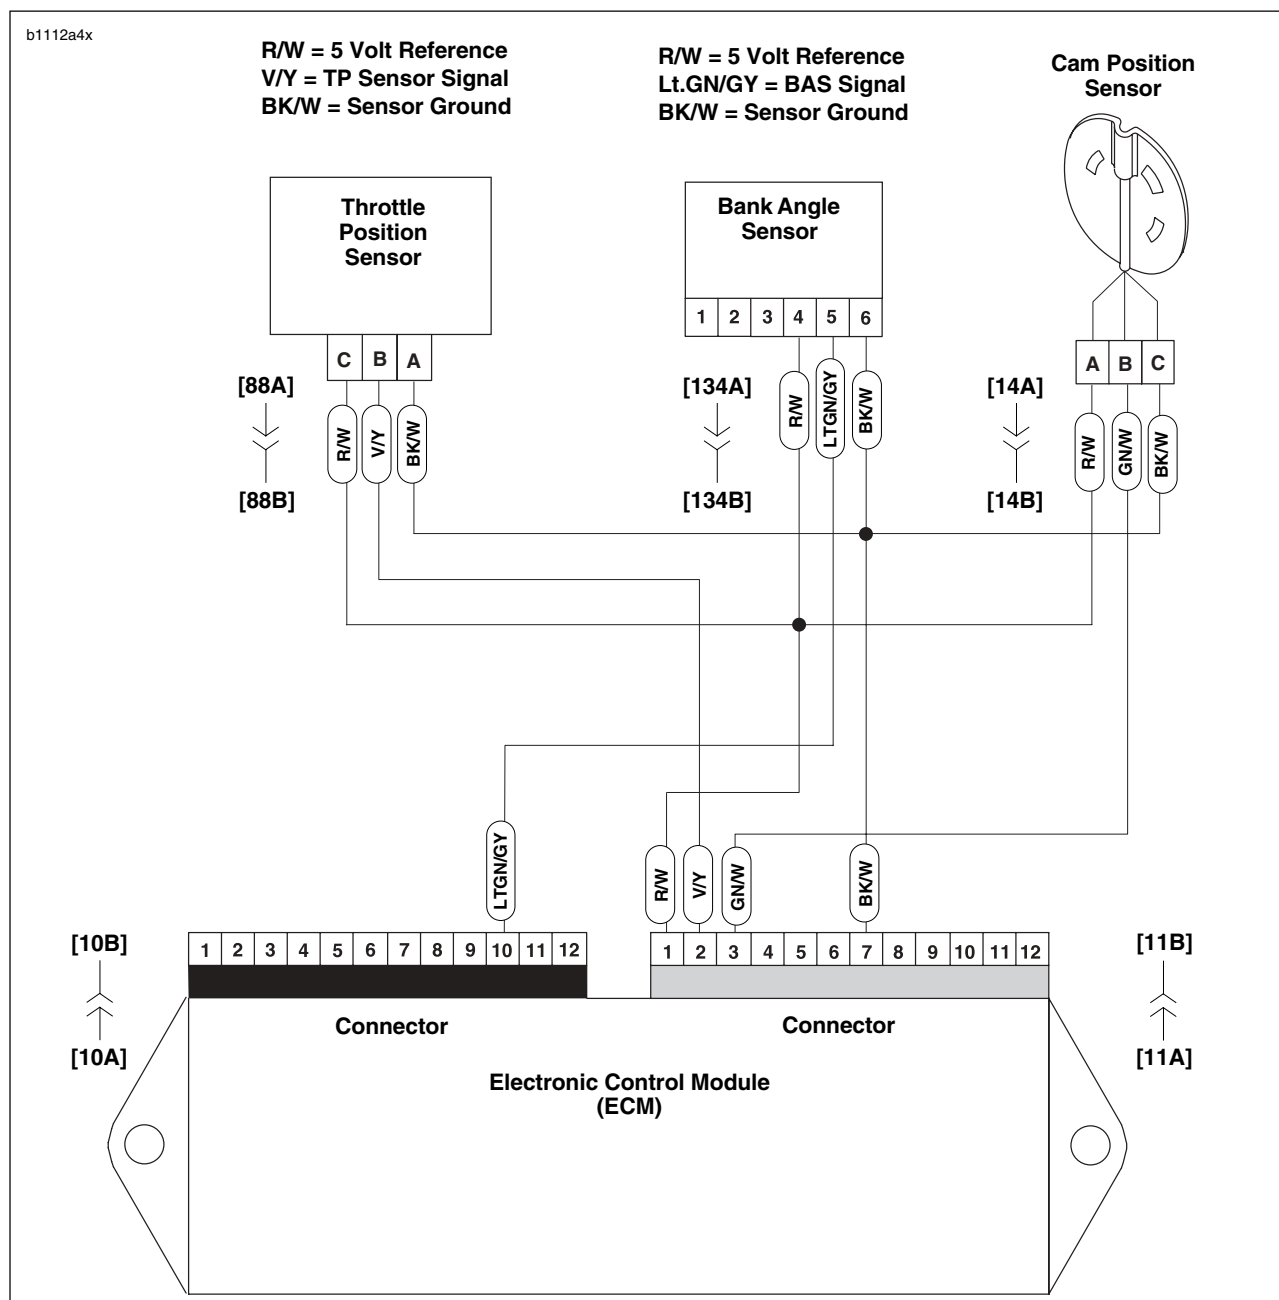 b1112a4x
R/W = 5 Volt Reference
V/Y = TP Sensor Signal
BK/W = Sensor Ground
R/W = 5 Volt Reference
Lt.GN/GY = BAS Signal
BK/W = Sensor Ground
Cam Position
Sensor
Throttle
Position
Sensor
Bank Angle
Sensor
1 2 3 4 5 6
C B A
A B C
[88A]
[88B]
R/W V/Y BK/W
[134A]
[134B]
R/W LTGN/GY BK/W
[14A]
[14B]
R/W GN/W BK/W
LTGN/GY
R/W V/Y GN/W BK/W
[10B]
[10A]
1 2 3 4 5 6 7 8 9 10 11 12
1 2 3 4 5 6 7 8 9 10 11 12
[11B]
[11A]
Connector
Connector
Electronic Control Module
(ECM)